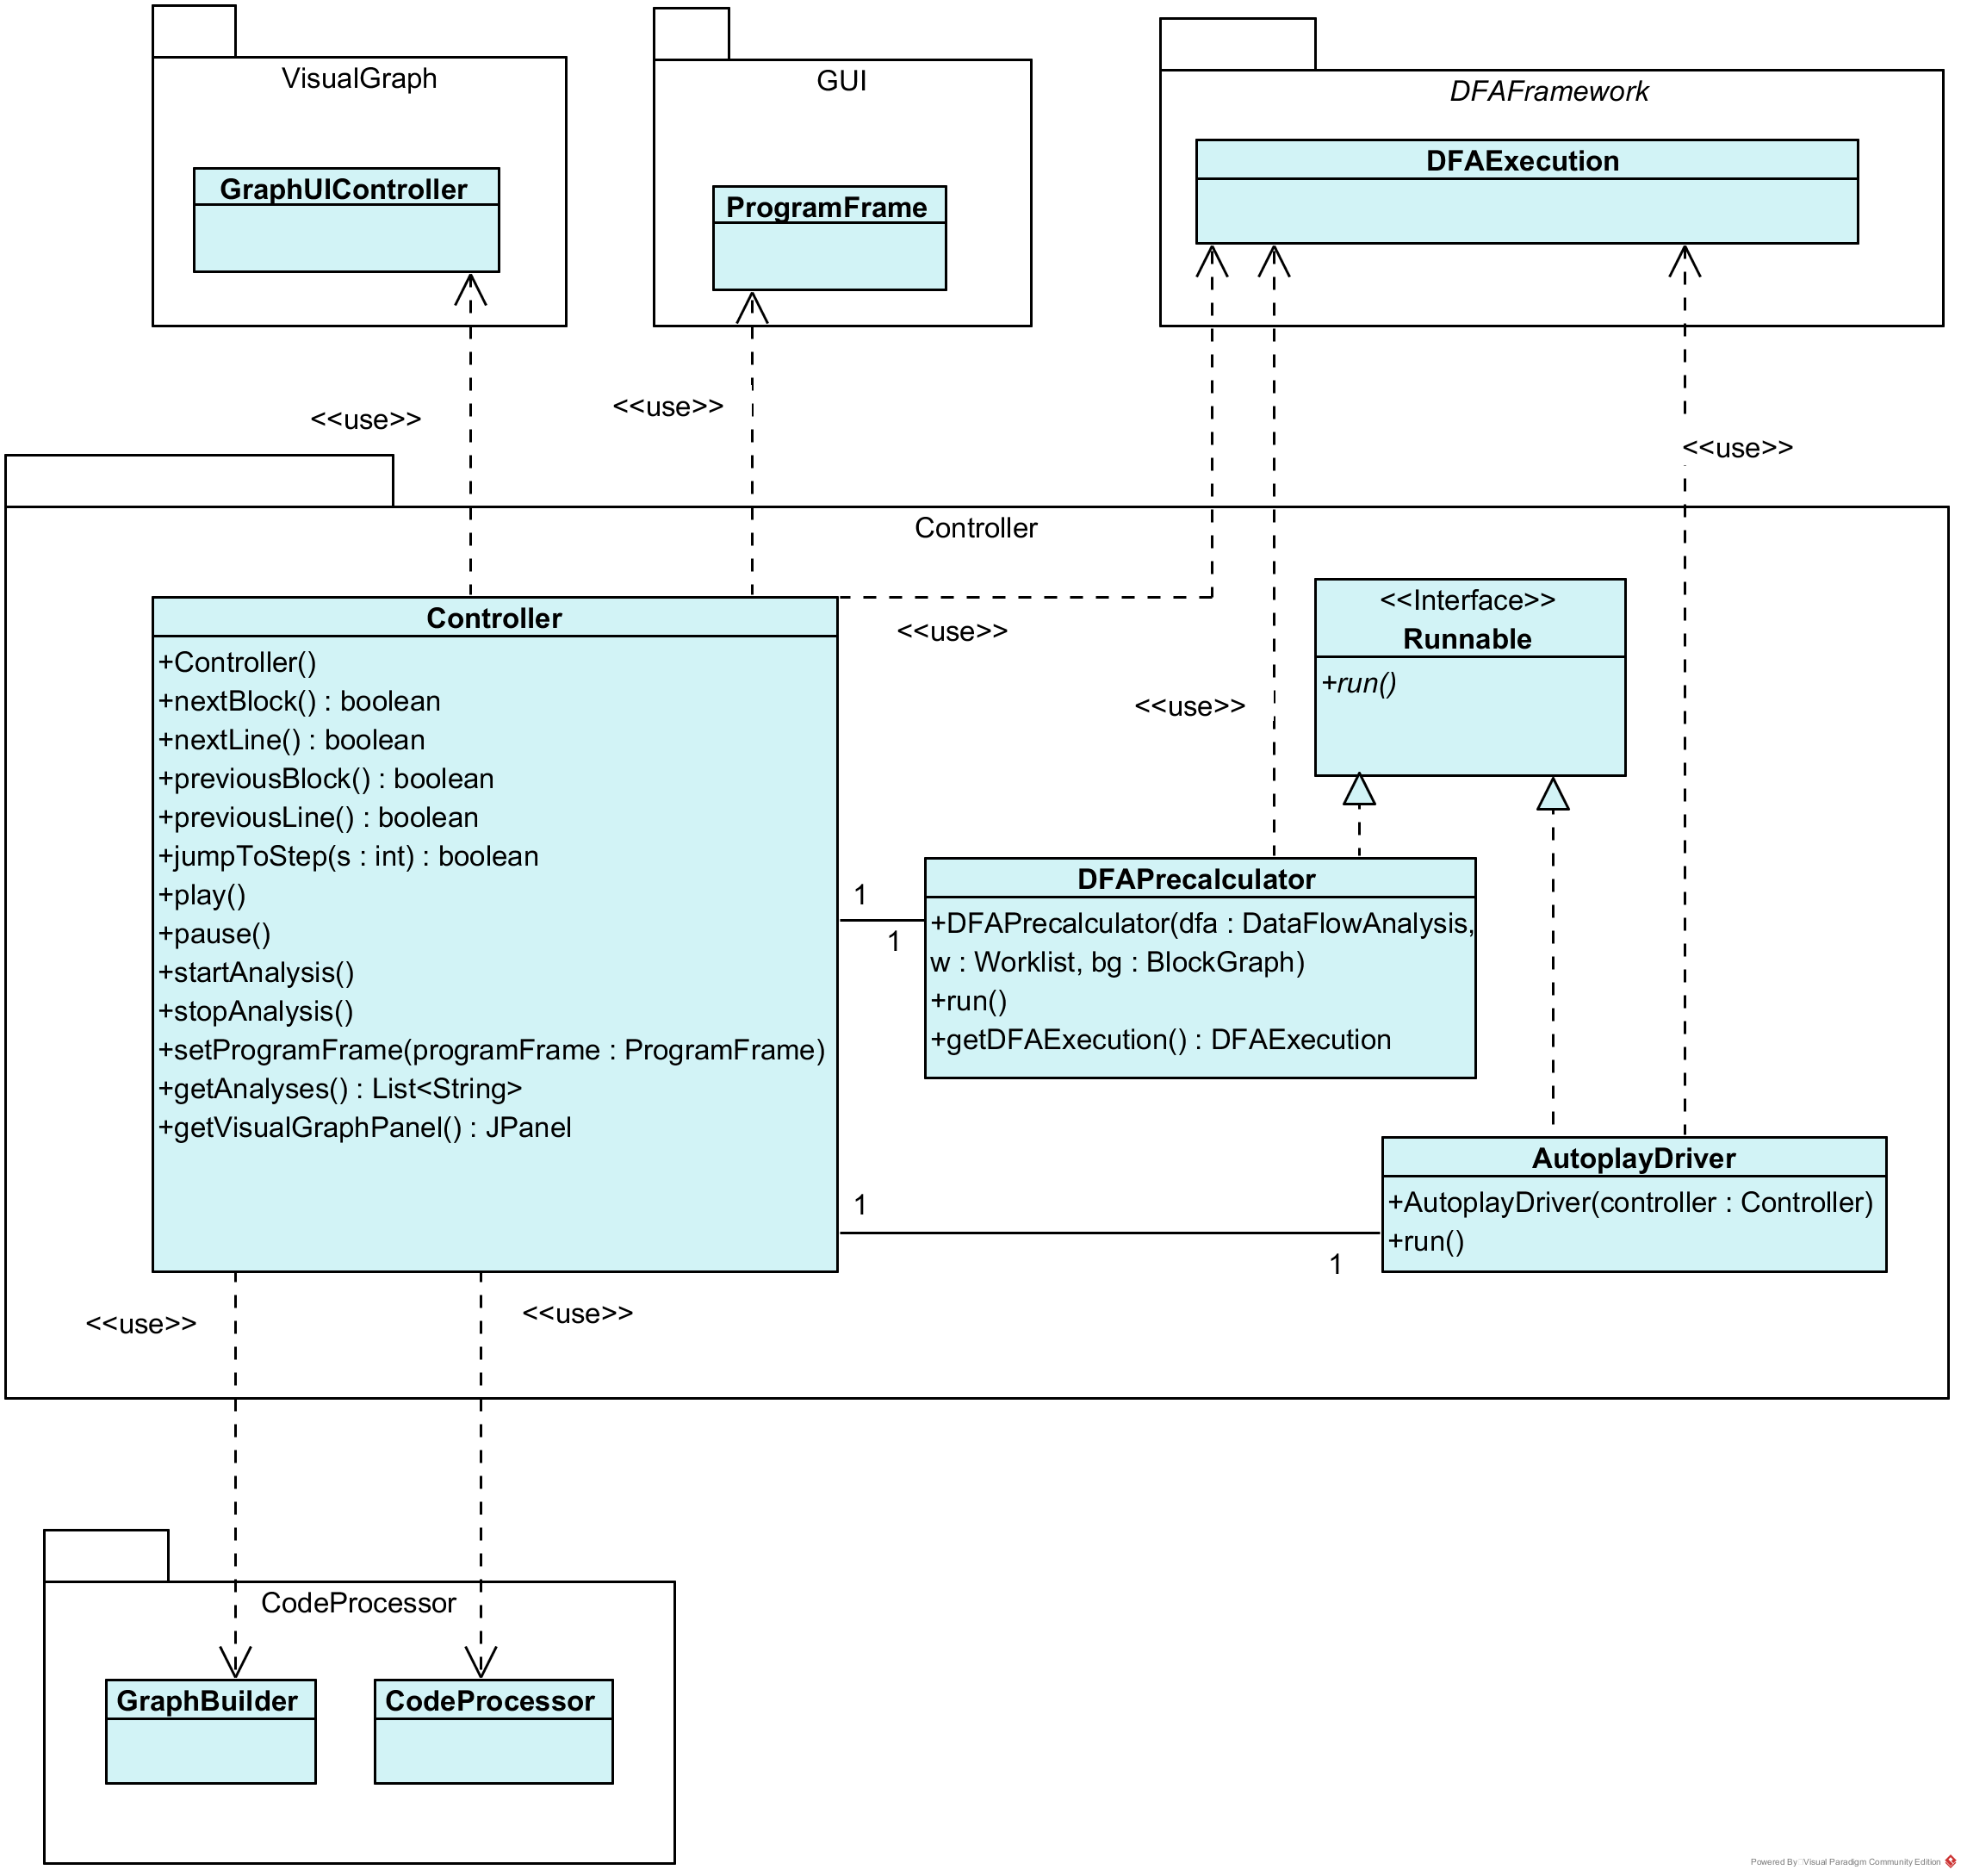 VisualGraph
GUI
DFAFramework
GraphUIController
ProgramFrame
DFAExecution
<<use>>
<<use>>
<<use>>
Controller
Controller
+Controller()
+nextBlock() : boolean
+nextLine() : boolean
+previousBlock() : boolean
+previousLine() : boolean
+jumpToStep(s : int) : boolean
+play()
+pause()
+startAnalysis()
+stopAnalysis()
+setProgramFrame(programFrame : ProgramFrame)
+getAnalyses() : List<String>
+getVisualGraphPanel() : JPanel
<<use>>
<<use>>
<<Interface>>
Runnable
+run()
1
1
DFAPrecalculator
+DFAPrecalculator(dfa : DataFlowAnalysis,
w : Worklist, bg : BlockGraph)
+run()
+getDFAExecution() : DFAExecution
1
1
AutoplayDriver
+AutoplayDriver(controller : Controller)
+run()
<<use>>
<<use>>
CodeProcessor
GraphBuilder
CodeProcessor
Powered By Visual Paradigm Community Edition